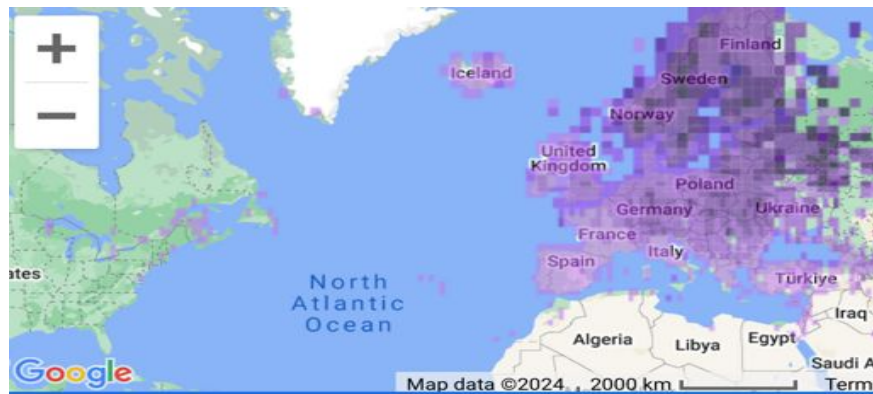 +
Finland
Iceland
Sweden
Norway
United
Kingdom
Poland
Germany
Ukraine
France
Italy
Spain
Türkiye
ates
North
Atlantic
Ocean
Iraq
Algeria
Libya
Egypt
Saudi A
Google
Map data ©2024
2000 km
Term